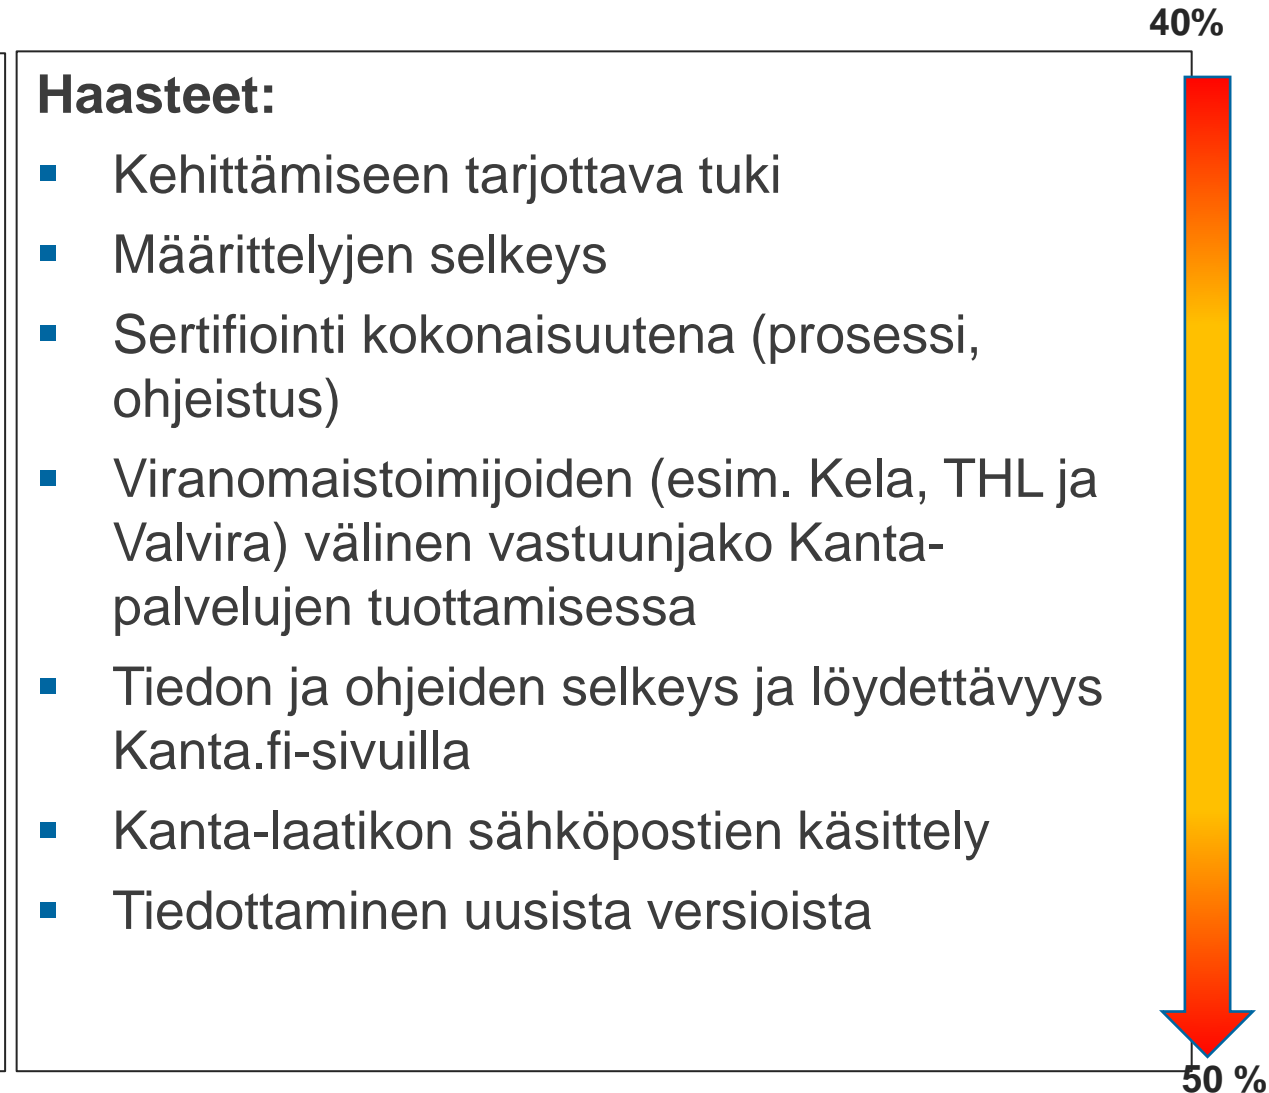 40%
Haasteet:
▪ Kehittämiseen tarjottava tuki
▪ Määrittelyjen selkeys
▪ Sertifiointi kokonaisuutena (prosessi,
ohjeistus)
▪ Viranomaistoimijoiden (esim. Kela, THL ja
Valvira) välinen vastuunjako Kanta-
palvelujen tuottamisessa
▪ Tiedon ja ohjeiden selkeys ja löydettävyys
Kanta.fi-sivuilla
▪ Kanta-laatikon sähköpostien käsittely
▪ Tiedottaminen uusista versioista
50 %